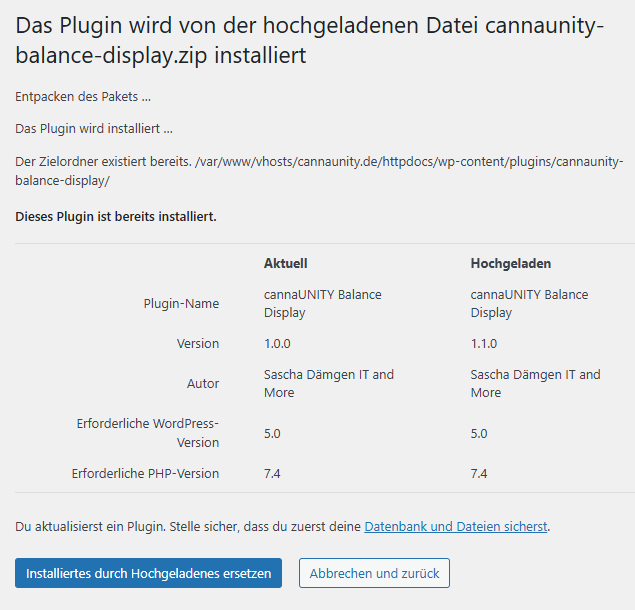 Das Plugin wird von der hochgeladenen Datei cannaunity-
balance-display.zip installiert
Entpacken des Pakets …
Das Plugin wird installiert …
Der Zielordner existiert bereits. /var/www/vhosts/cannaunity.de/httpdocs/wp-content/plugins/cannaunity-
balance-display/
Dieses Plugin ist bereits installiert.
Aktuell Hochgeladen
Plugin-Name cannaUNITY Balance Display cannaUNITY Balance Display
Version 1.0.0 1.1.0
Autor Sascha Dämgen IT and More Sascha Dämgen IT and More
Erforderliche WordPress-Version 5.0 5.0
Erforderliche PHP-Version 7.4 7.4
Du aktualisierst ein Plugin. Stelle sicher, dass du zuerst deine Datenbank und Dateien sicherst.
Installiertes durch Hochgeladenes ersetzen Abbrechen und zurück